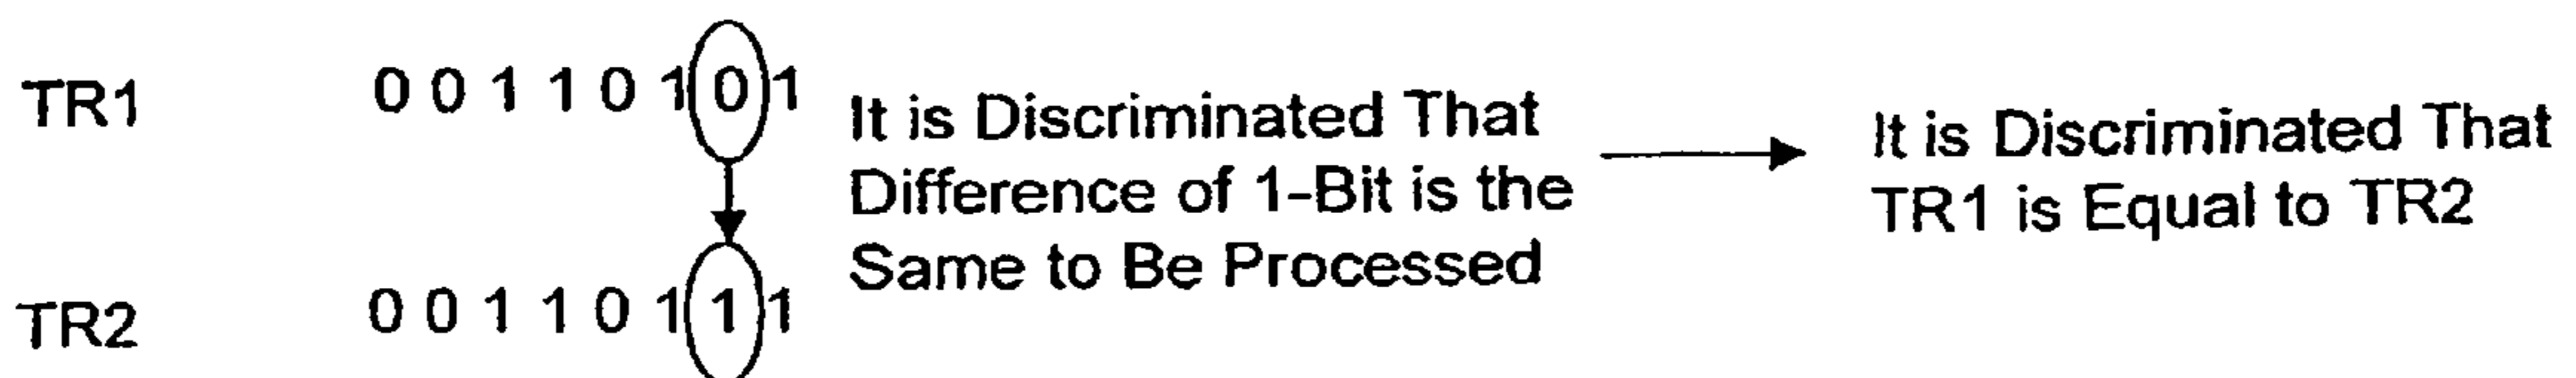 TR1 0 0 1 1 0 1 0 1
It is Discriminated That
Difference of 1-Bit is the
Same to Be Processed
It is Discriminated That
TR1 is Equal to TR2
TR2 0 0 1 1 0 1 1 1